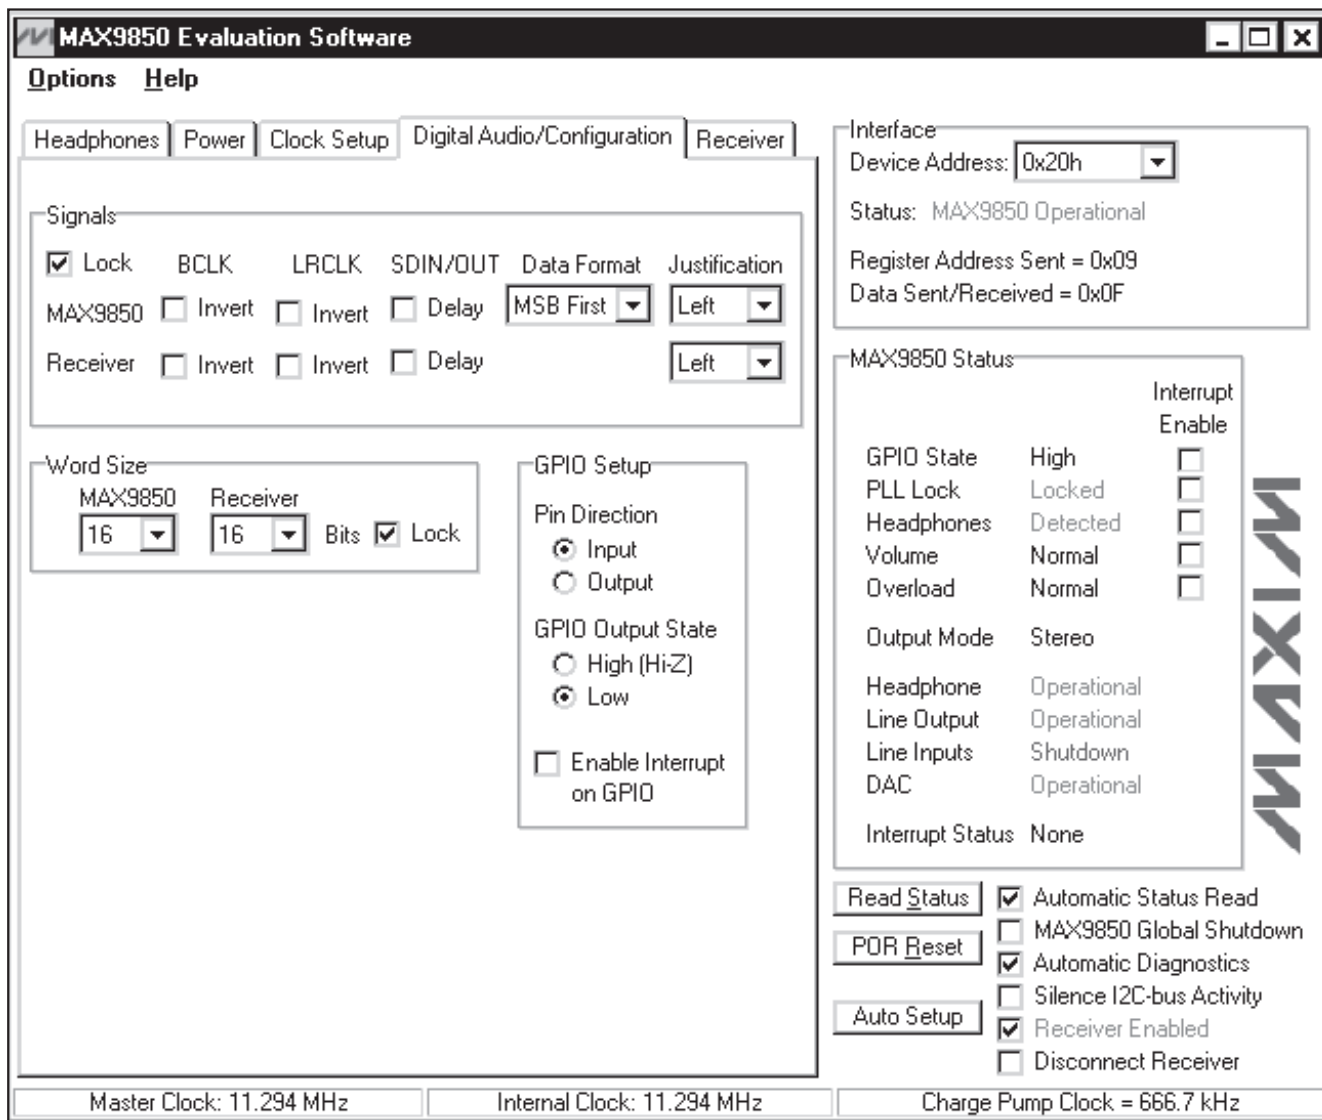 MAX9850 Evaluation Software
Options Help
Headphones Power Clock Setup Digital Audio/Configuration Receiver
Signals
Lock BCLK LRCLK SDIN/OUT Data Format Justification
MAX9850 Invert Invert Delay MSB First Left
Receiver Invert Invert Delay Left
Word Size
MAX9850 Receiver
16 16 Bits Lock
GPIO Setup
Pin Direction
Input
Output
GPIO Output State
High (Hi-Z)
Low
Enable Interrupt
on GPIO
Interface
Device Address: 0x20h
Status: MAX9850 Operational
Register Address Sent = 0x09
Data Sent/Received = 0x0F
MAX9850 Status
Interrupt
Enable
GPIO State High
PLL Lock Locked
Headphones Detected
Volume Normal
Overload Normal
Output Mode Stereo
Headphone Operational
Line Output Operational
Line Inputs Shutdown
DAC Operational
Interrupt Status None
MAXIM
Read Status Automatic Status Read
MAX9850 Global Shutdown
POR Reset
Automatic Diagnostics
Silence I2C-bus Activity
Auto Setup
Receiver Enabled
Disconnect Receiver
Master Clock: 11.294 MHz Internal Clock: 11.294 MHz Charge Pump Clock = 666.7 kHz